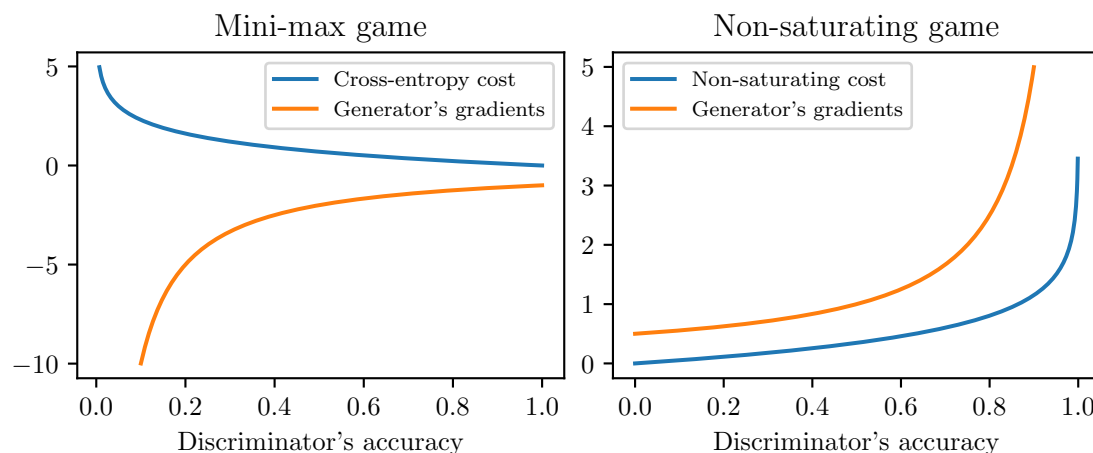 Mini-max game
5
0
−5
−10
Cross-entropy cost
Generator's gradients
0.0 0.2 0.4 0.6 0.8 1.0
Discriminator's accuracy
Non-saturating game
5
4
3
2
1
0
Non-saturating cost
Generator's gradients
0.0 0.2 0.4 0.6 0.8 1.0
Discriminator's accuracy